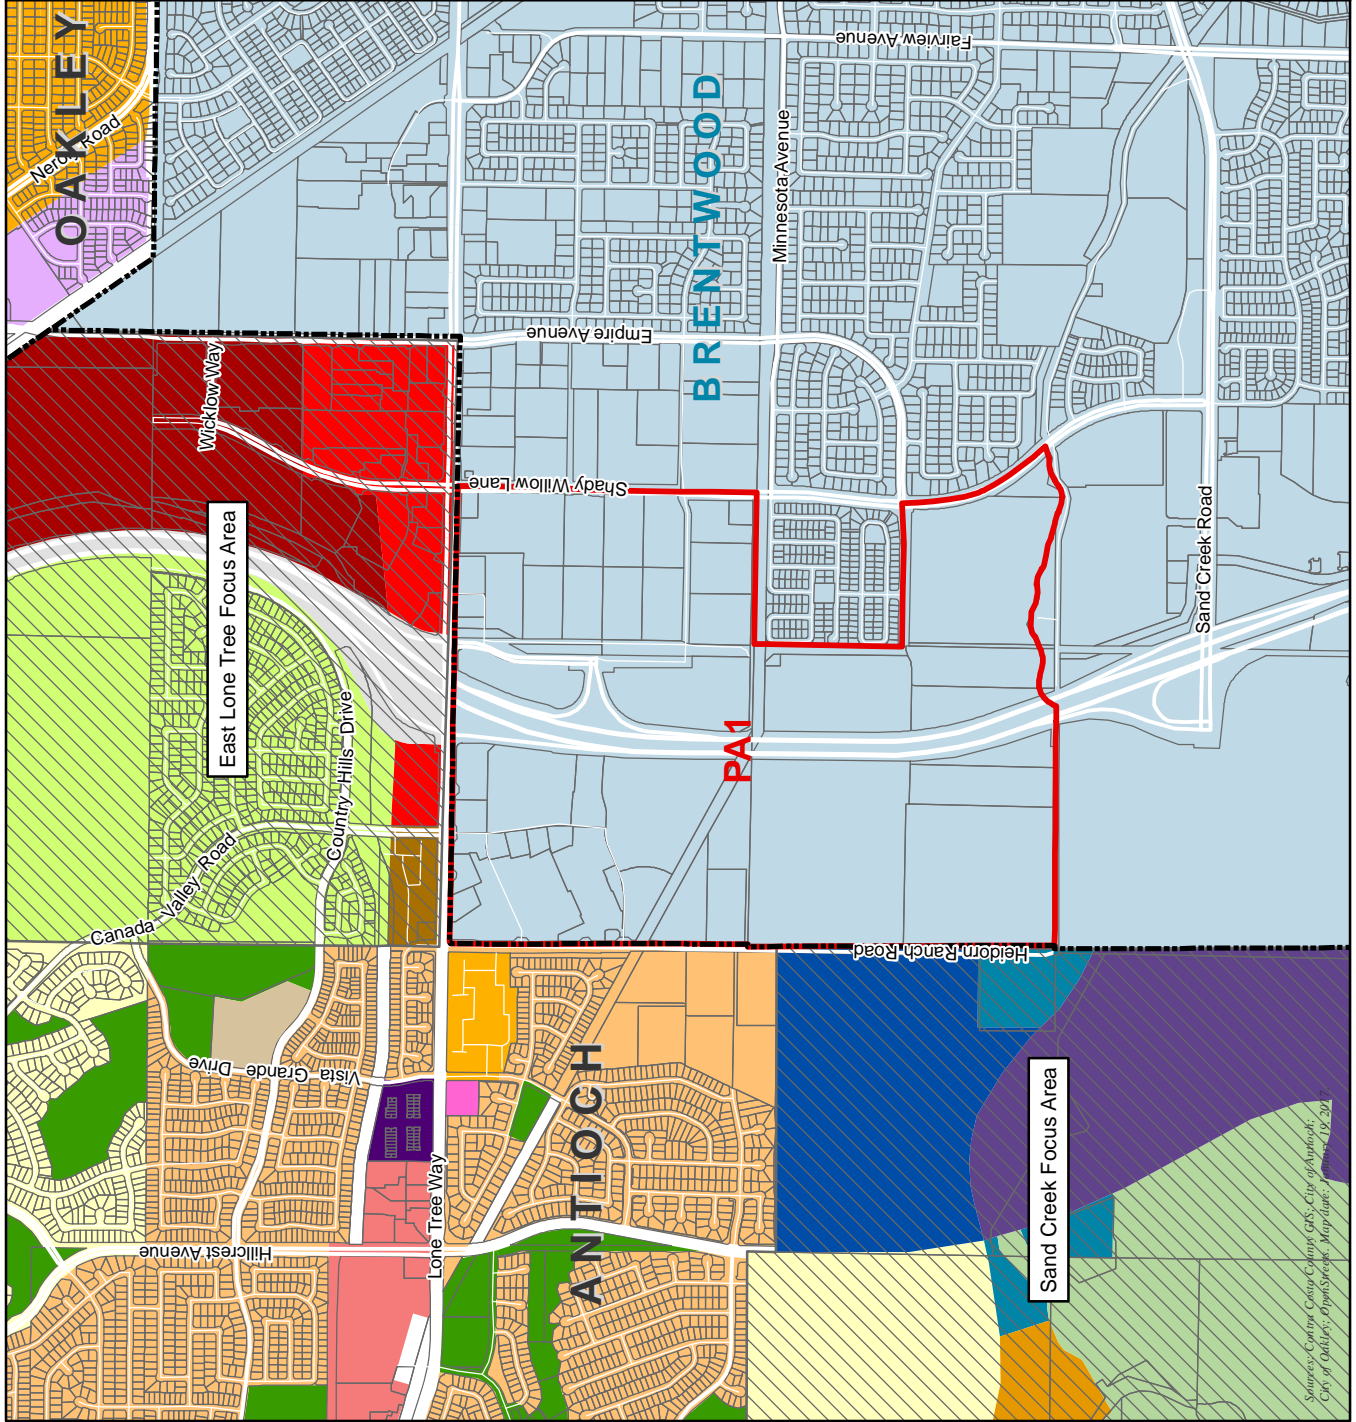 OAKLEY
Neroly Road
Fairview Avenue
BRENTWOOD
Minnesota Avenue
Empire Avenue
Wicklow Way
Shady Willow Lane
East Lone Tree Focus Area
Sand Creek Road
Country Hills Drive
PA1
Canada Valley Road
Heidorn Ranch Road
Vista Grande Drive
ANTIOCH
Sand Creek Focus Area
Lone Tree Way
Hillcrest Avenue
Sources: Contra Costa County GIS; City of Antioch;
City of Oakley; OpenStreets. Map date: January 19, 2017.